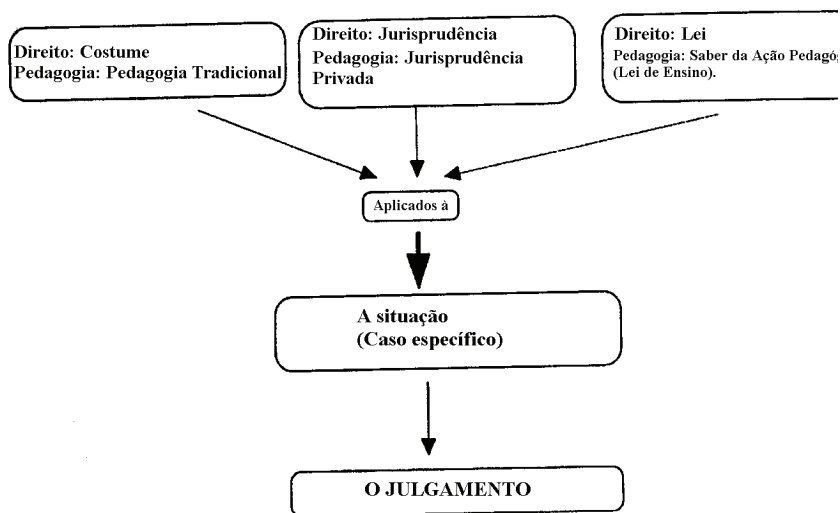 Direito: Costume
Pedagogia: Pedagogia Tradicional
Direito: Jurisprudência
Pedagogia: Jurisprudência
Privada
Direito: Lei
Pedagogia: Saber da Ação
(Lei de Ensino).
Aplicados à
A situação
(Caso específico)
O JULGAMENTO